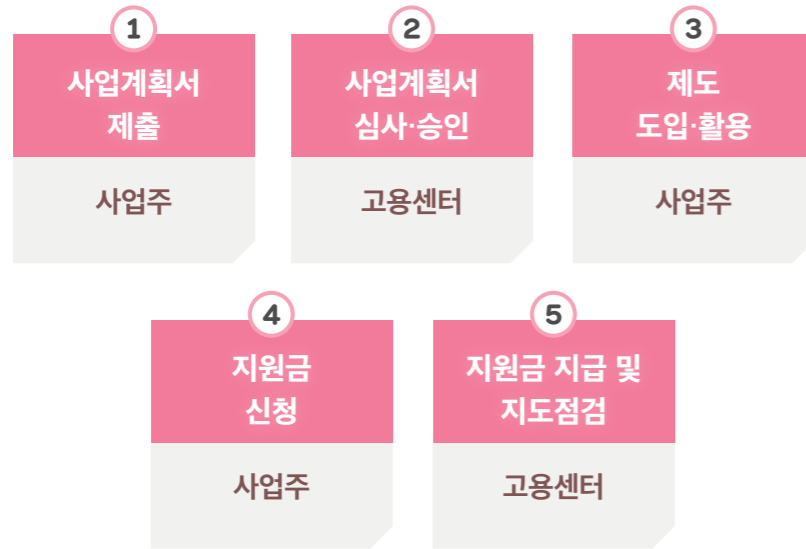 1
사업계획서
제출
사업주
2
사업계획서
심사·승인
고용센터
3
제도
도입·활용
사업주
4
지원금
신청
사업주
5
지원금 지급 및
지도점검
고용센터